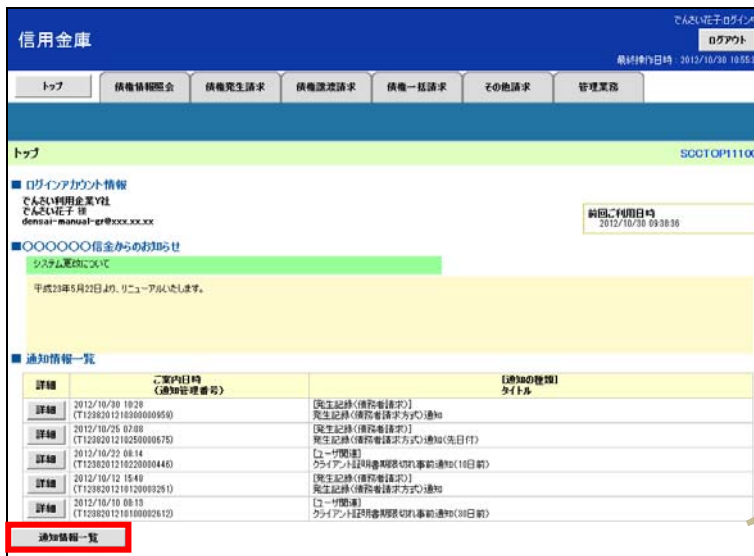 でんさい花子:ログイン
信用金庫
ログアウト
最終操作日時:2012/10/30 10:55:3
トップ 債権情報照会 債権発生請求 債権譲渡請求 債権一括請求 その他請求 管理業務
トップ SCCTOP11100
■ ログインアカウント情報
でんさい利用企業Y社
でんさい花子 様
densai-manual-gr@xxx.xx.xx
前回ご利用日時
2012/10/30 09:38:36
■〇〇〇〇〇〇信金からのお知らせ
システム更改について
平成23年5月22日より、リニューアルいたします。
■ 通知情報一覧
詳細 ご案内日時 [通知の種類]
(通知管理番号) タイトル
詳細 2012/10/30 10:28 [発生記録(債務者請求)]
(T1238201210300000959) 発生記録(債務者請求方式)通知
詳細 2012/10/25 07:08 [発生記録(債務者請求)]
(T1238201210250000675) 発生記録(債務者請求方式)通知(先日付)
詳細 2012/10/22 08:14 [ユーザ関連]
(T1238201210220000446) クライアント証明書期限切れ事前通知(10日前)
詳細 2012/10/12 15:48 [発生記録(債務者請求)]
(T1238201210120003261) 発生記録(債務者請求方式)通知
詳細 2012/10/10 08:13 [ユーザ関連]
(T1238201210100002612) クライアント証明書期限切れ事前通知(30日前)
通知情報一覧